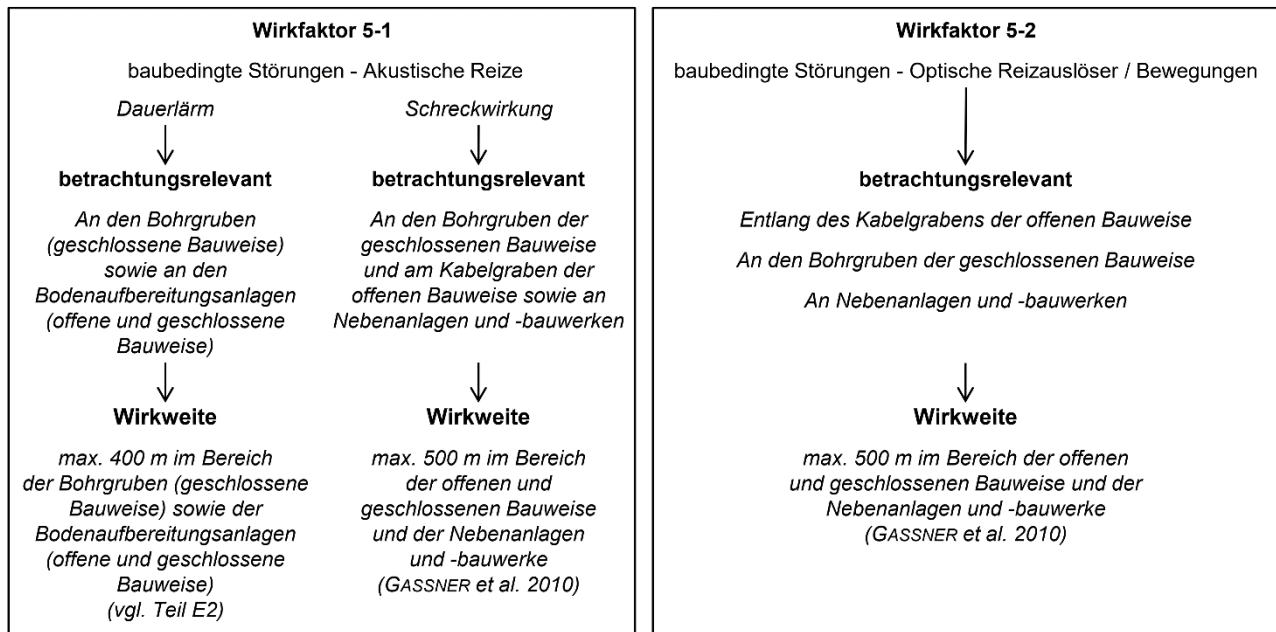 Wirkfaktor 5-1
baubedingte Störungen - Akustische Reize
Dauerlärm
betrachtungsrelevant
An den Bohrgruben
(geschlossene Bauweise)
sowie an den
Bodenaufbereitungsanlagen
(offene und geschlossene
Bauweise)
Wirkweite
max. 400 m im Bereich
der Bohrgruben (geschlossene
Bauweise) sowie der
Bodenaufbereitungsanlagen
(offene und geschlossene
Bauweise)
(vgl. Teil E2)
Schreckwirkung
betrachtungsrelevant
An den Bohrgruben der
geschlossenen Bauweise
und am Kabelgraben der
offenen Bauweise sowie an
Nebenanlagen und -bauwerken
Wirkweite
max. 500 m im Bereich
der offenen und
geschlossenen Bauweise
und der Nebenanlagen
und -bauwerke
(GASSNER et al. 2010)
Wirkfaktor 5-2
baubedingte Störungen - Optische Reizauslöser / Bewegungen
betrachtungsrelevant
Entlang des Kabelgrabens der offenen Bauweise
An den Bohrgruben der geschlossenen Bauweise
An Nebenanlagen und -bauwerken
Wirkweite
max. 500 m im Bereich der offenen
und geschlossenen Bauweise und der
Nebenanlagen und -bauwerke
(GASSNER et al. 2010)